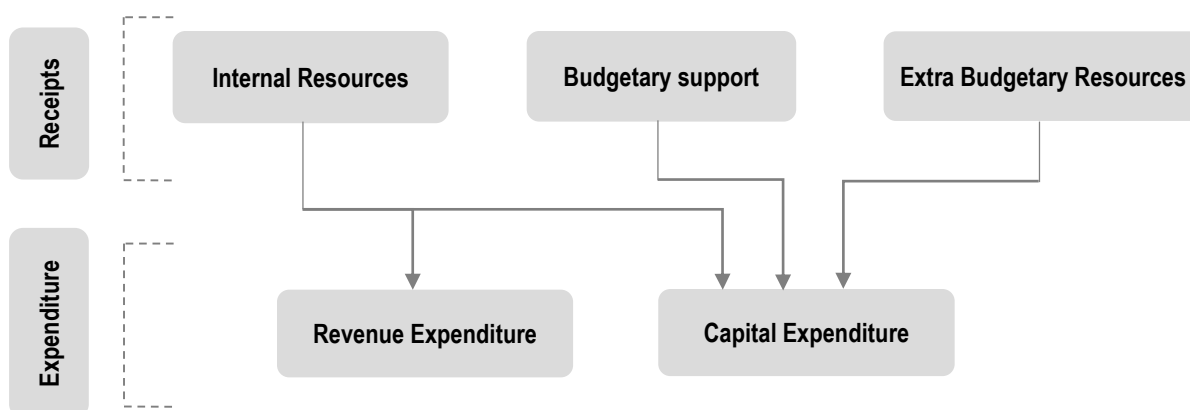 Receipts
Internal Resources
Budgetary support
Extra Budgetary Resources
Expenditure
Revenue Expenditure
Capital Expenditure